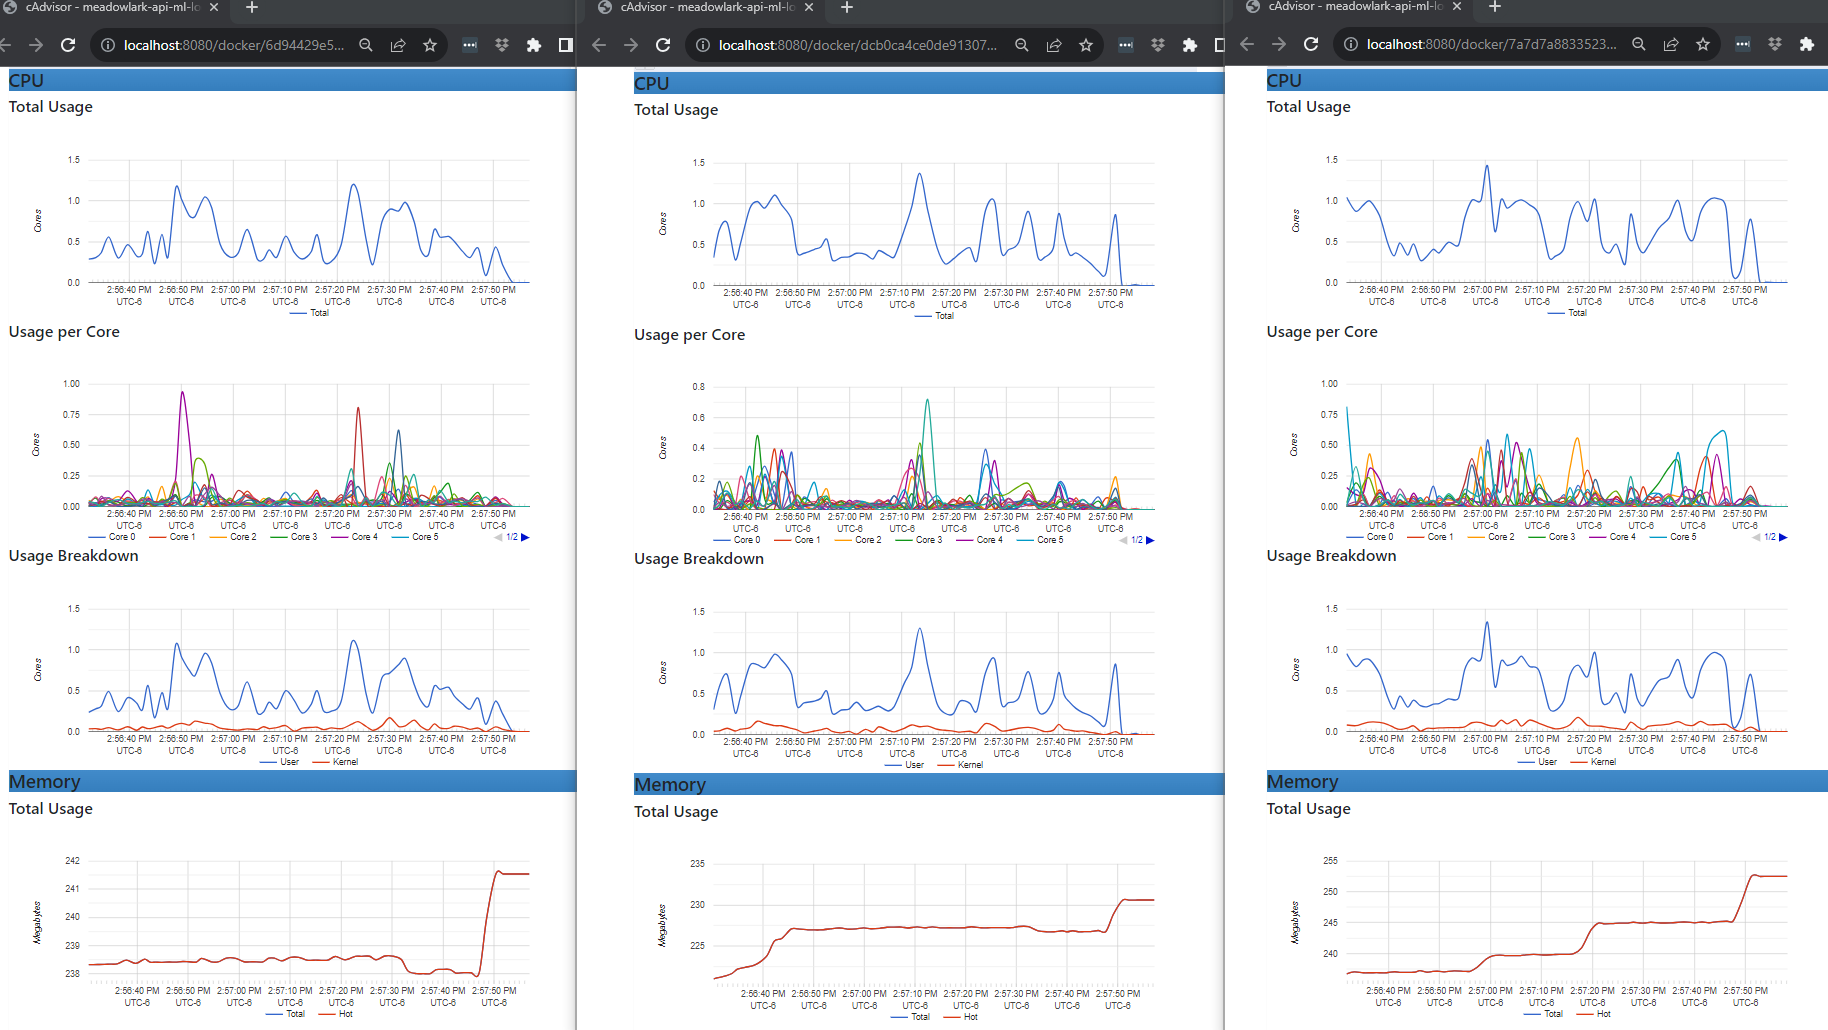 cAdvisor - meadowlark-api-ml-lo
localhost:8080/docker/6d94429e5...
CPU
Total Usage
1.5
1.0
0.5
0.0
Cores
2:56:40 PM 2:56:50 PM 2:57:00 PM 2:57:10 PM 2:57:20 PM 2:57:30 PM 2:57:40 PM 2:57:50 PM
UTC-6 UTC-6 UTC-6 UTC-6 UTC-6 UTC-6 UTC-6 UTC-6
Total
Usage per Core
1.00
0.75
0.50
0.25
0.00
Cores
2:56:40 PM 2:56:50 PM 2:57:00 PM 2:57:10 PM 2:57:20 PM 2:57:30 PM 2:57:40 PM 2:57:50 PM
UTC-6 UTC-6 UTC-6 UTC-6 UTC-6 UTC-6 UTC-6 UTC-6
Core 0 Core 1 Core 2 Core 3 Core 4 Core 5 1/2
Usage Breakdown
1.5
1.0
0.5
0.0
Cores
2:56:40 PM 2:56:50 PM 2:57:00 PM 2:57:10 PM 2:57:20 PM 2:57:30 PM 2:57:40 PM 2:57:50 PM
UTC-6 UTC-6 UTC-6 UTC-6 UTC-6 UTC-6 UTC-6 UTC-6
User Kernel
Memory
Total Usage
242
241
240
239
238
Megabytes
2:56:40 PM 2:56:50 PM 2:57:00 PM 2:57:10 PM 2:57:20 PM 2:57:30 PM 2:57:40 PM 2:57:50 PM
UTC-6 UTC-6 UTC-6 UTC-6 UTC-6 UTC-6 UTC-6 UTC-6
Total Hot
cAdvisor - meadowlark-api-ml-lo
localhost:8080/docker/dcb0ca4ce0de91307...
CPU
Total Usage
1.5
1.0
0.5
0.0
Cores
2:56:40 PM 2:56:50 PM 2:57:00 PM 2:57:10 PM 2:57:20 PM 2:57:30 PM 2:57:40 PM 2:57:50 PM
UTC-6 UTC-6 UTC-6 UTC-6 UTC-6 UTC-6 UTC-6 UTC-6
Total
Usage per Core
0.8
0.6
0.4
0.2
0.0
Cores
2:56:40 PM 2:56:50 PM 2:57:00 PM 2:57:10 PM 2:57:20 PM 2:57:30 PM 2:57:40 PM 2:57:50 PM
UTC-6 UTC-6 UTC-6 UTC-6 UTC-6 UTC-6 UTC-6 UTC-6
Core 0 Core 1 Core 2 Core 3 Core 4 Core 5 1/2
Usage Breakdown
1.5
1.0
0.5
0.0
Cores
2:56:40 PM 2:56:50 PM 2:57:00 PM 2:57:10 PM 2:57:20 PM 2:57:30 PM 2:57:40 PM 2:57:50 PM
UTC-6 UTC-6 UTC-6 UTC-6 UTC-6 UTC-6 UTC-6 UTC-6
User Kernel
Memory
Total Usage
235
230
225
Megabytes
2:56:40 PM 2:56:50 PM 2:57:00 PM 2:57:10 PM 2:57:20 PM 2:57:30 PM 2:57:40 PM 2:57:50 PM
UTC-6 UTC-6 UTC-6 UTC-6 UTC-6 UTC-6 UTC-6 UTC-6
Total Hot
cAdvisor - meadowlark-api-ml-lo
localhost:8080/docker/7a7d7a8833523...
CPU
Total Usage
1.5
1.0
0.5
0.0
Cores
2:56:40 PM 2:56:50 PM 2:57:00 PM 2:57:10 PM 2:57:20 PM 2:57:30 PM 2:57:40 PM 2:57:50 PM
UTC-6 UTC-6 UTC-6 UTC-6 UTC-6 UTC-6 UTC-6 UTC-6
Total
Usage per Core
1.00
0.75
0.50
0.25
0.00
Cores
2:56:40 PM 2:56:50 PM 2:57:00 PM 2:57:10 PM 2:57:20 PM 2:57:30 PM 2:57:40 PM 2:57:50 PM
UTC-6 UTC-6 UTC-6 UTC-6 UTC-6 UTC-6 UTC-6 UTC-6
Core 0 Core 1 Core 2 Core 3 Core 4 Core 5 1/2
Usage Breakdown
1.5
1.0
0.5
0.0
Cores
2:56:40 PM 2:56:50 PM 2:57:00 PM 2:57:10 PM 2:57:20 PM 2:57:30 PM 2:57:40 PM 2:57:50 PM
UTC-6 UTC-6 UTC-6 UTC-6 UTC-6 UTC-6 UTC-6 UTC-6
User Kernel
Memory
Total Usage
255
250
245
240
Megabytes
2:56:40 PM 2:56:50 PM 2:57:00 PM 2:57:10 PM 2:57:20 PM 2:57:30 PM 2:57:40 PM 2:57:50 PM
UTC-6 UTC-6 UTC-6 UTC-6 UTC-6 UTC-6 UTC-6 UTC-6
Total Hot